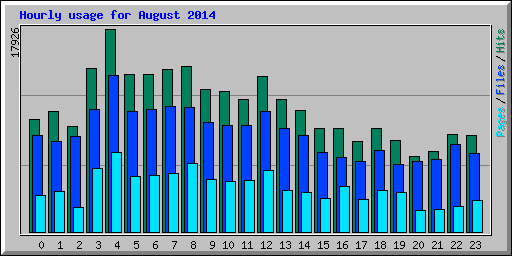 Hourly usage for August 2014
17926
Pages/Files/Hits
0 1 2 3 4 5 6 7 8 9 10 11 12 13 14 15 16 17 18 19 20 21 22 23